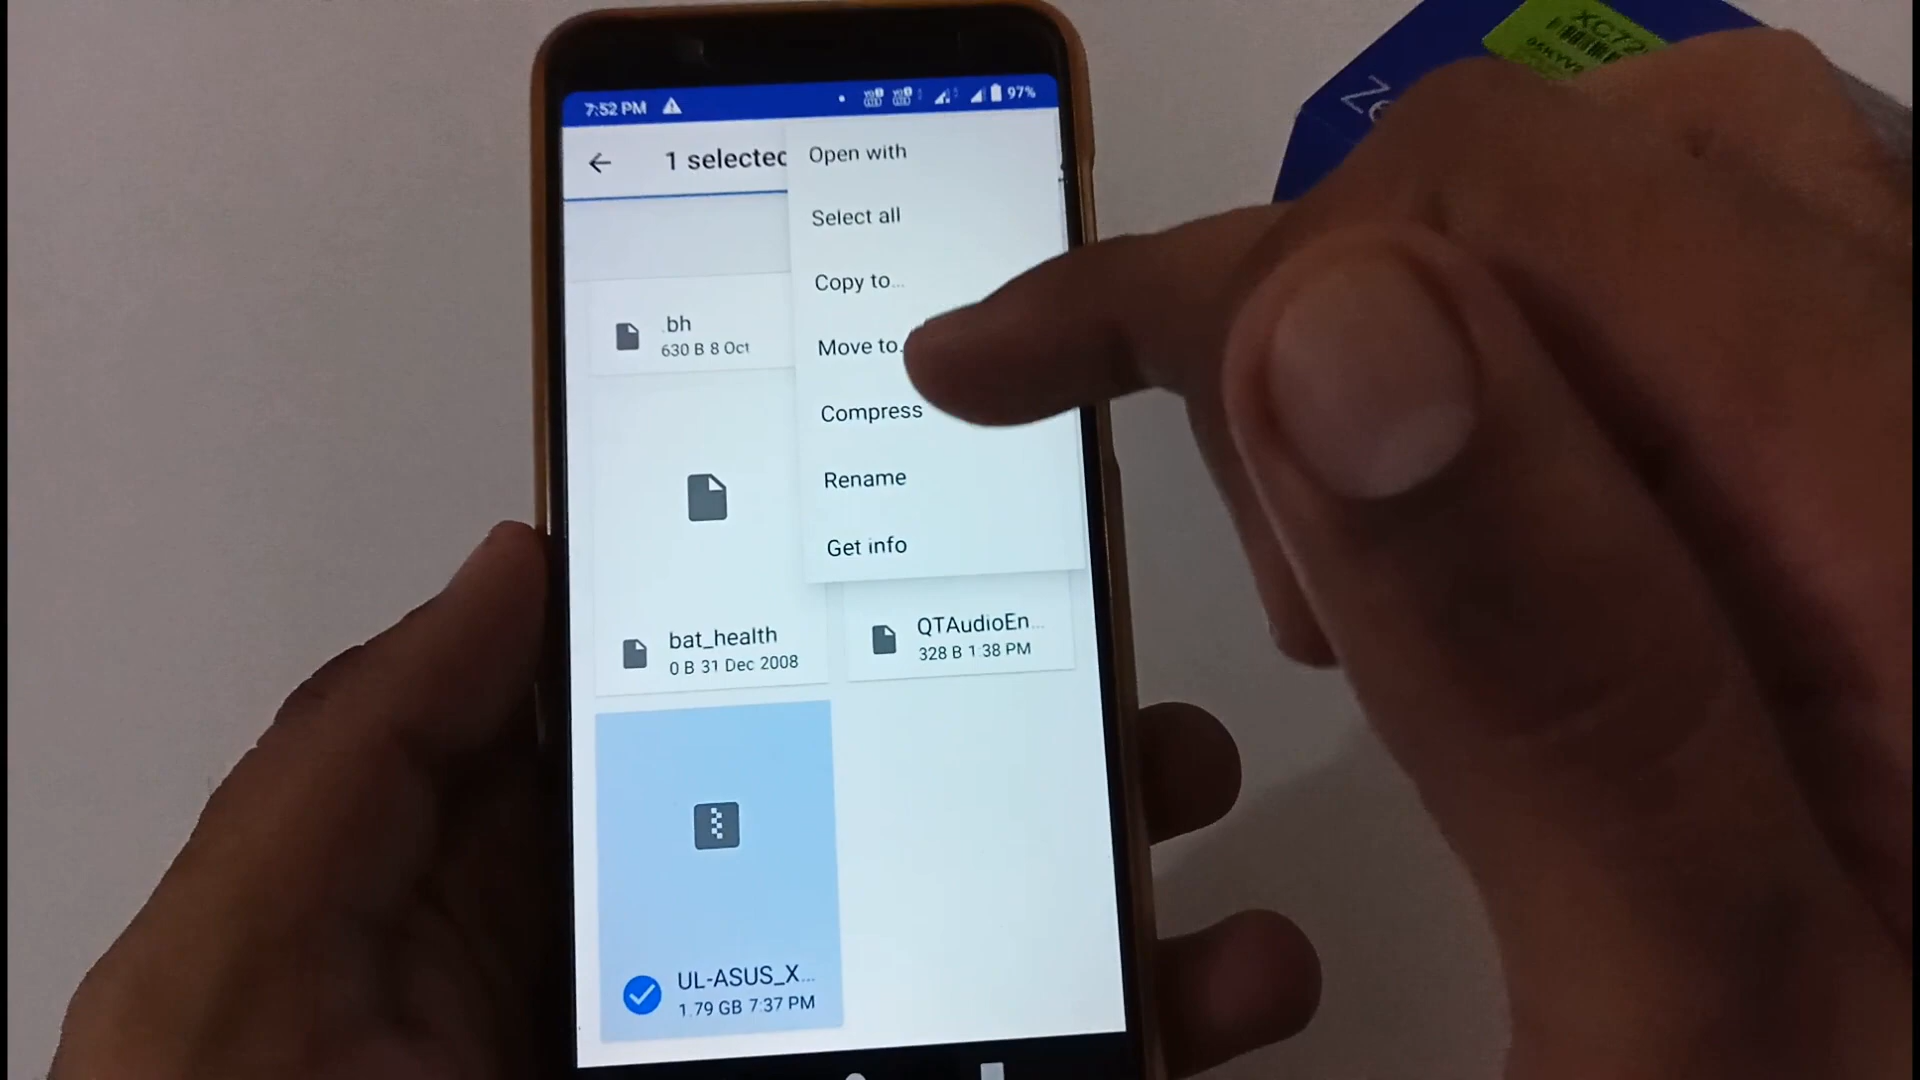 XC72
7:52 PM
97%
1 selected
Open with
Select all
Copy to...
Move to.
Compress
Rename
Get info
.bh
630 B 8 Oct
bat_health
0 B 31 Dec 2008
QTAudioEn...
328 B 1:38 PM
UL-ASUS_X...
1.79 GB 7:37 PM